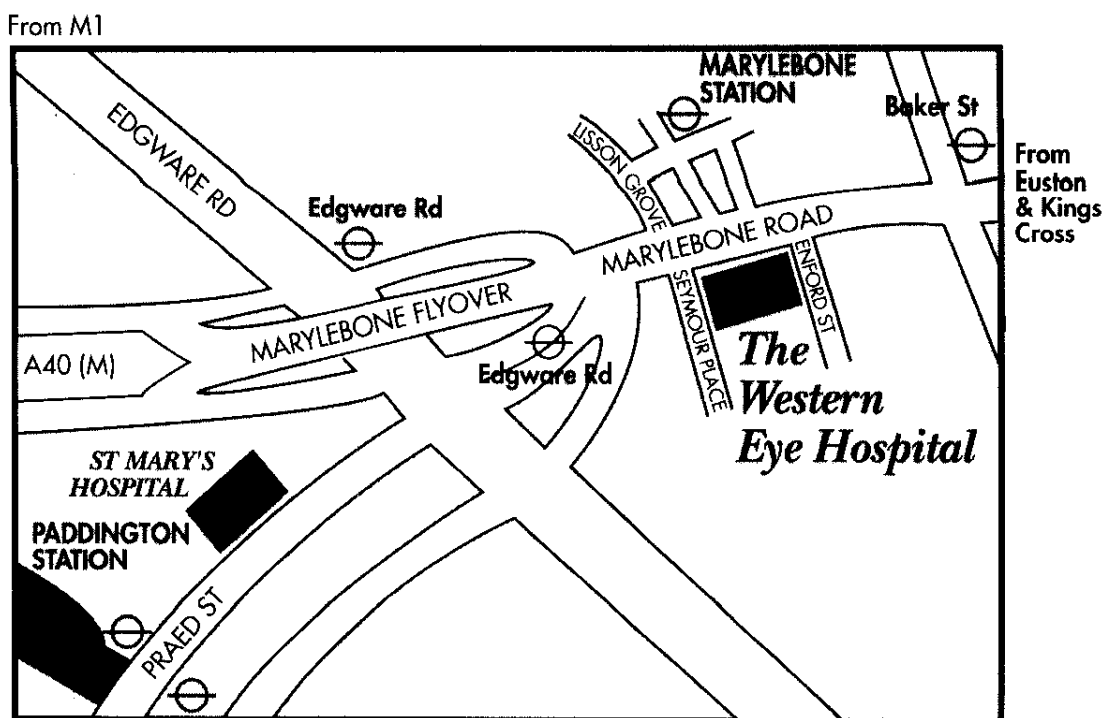 From M1
EDGWARE RD
MARYLEBONE
STATION
Baker St
LISSON GROVE
From
Euston
& Kings
Cross
Edgware Rd
MARYLEBONE ROAD
ENFORD ST
SEYMOUR PLACE
MARYLEBONE FLYOVER
A40 (M)
Edgware Rd
The
Western
Eye Hospital
ST MARY'S
HOSPITAL
PADDINGTON
STATION
PRAED ST